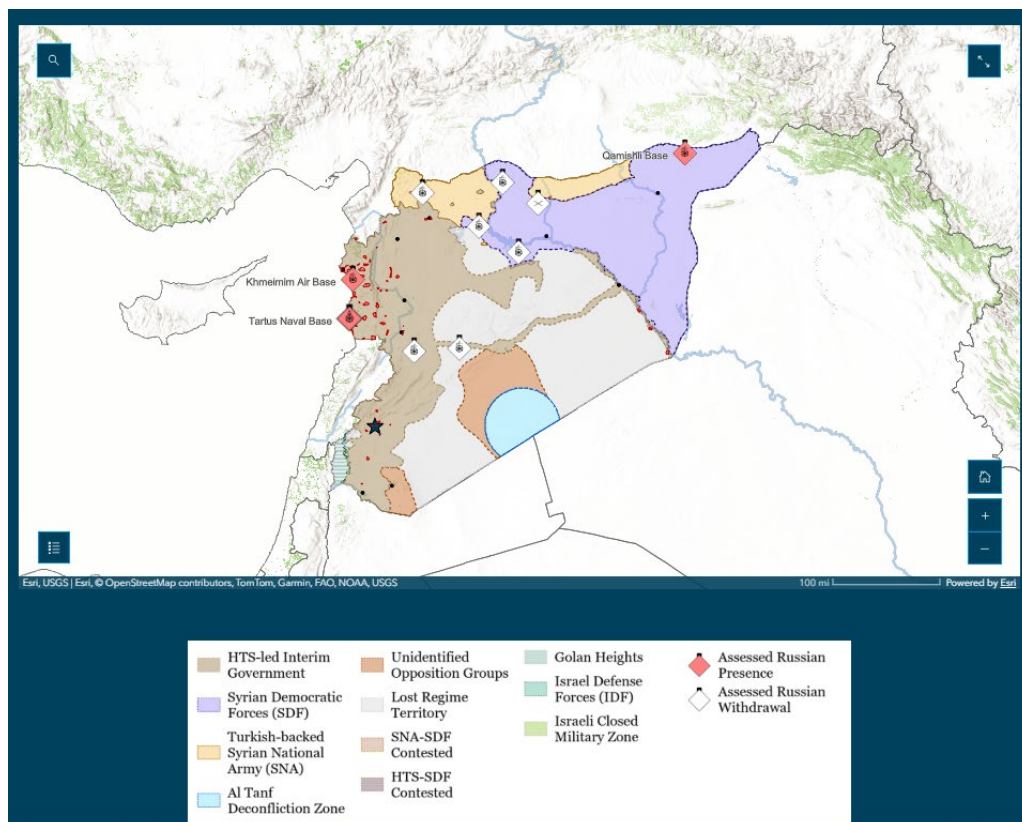 Qamishli Base
Khmeimim Air Base
Tartus Naval Base
Esri, USGS | Esri, © OpenStreetMap contributors, TomTom, Garmin, FAO, NOAA, USGS
100 mi
Powered by Esri
HTS-led Interim
Government
Syrian Democratic
Forces (SDF)
Turkish-backed
Syrian National
Army (SNA)
Al Tanf
Deconfliction Zone
Unidentified
Opposition Groups
Lost Regime
Territory
SNA-SDF
Contested
HTS-SDF
Contested
Golan Heights
Israel Defense
Forces (IDF)
Israeli Closed
Military Zone
Assessed Russian
Presence
Assessed Russian
Withdrawal